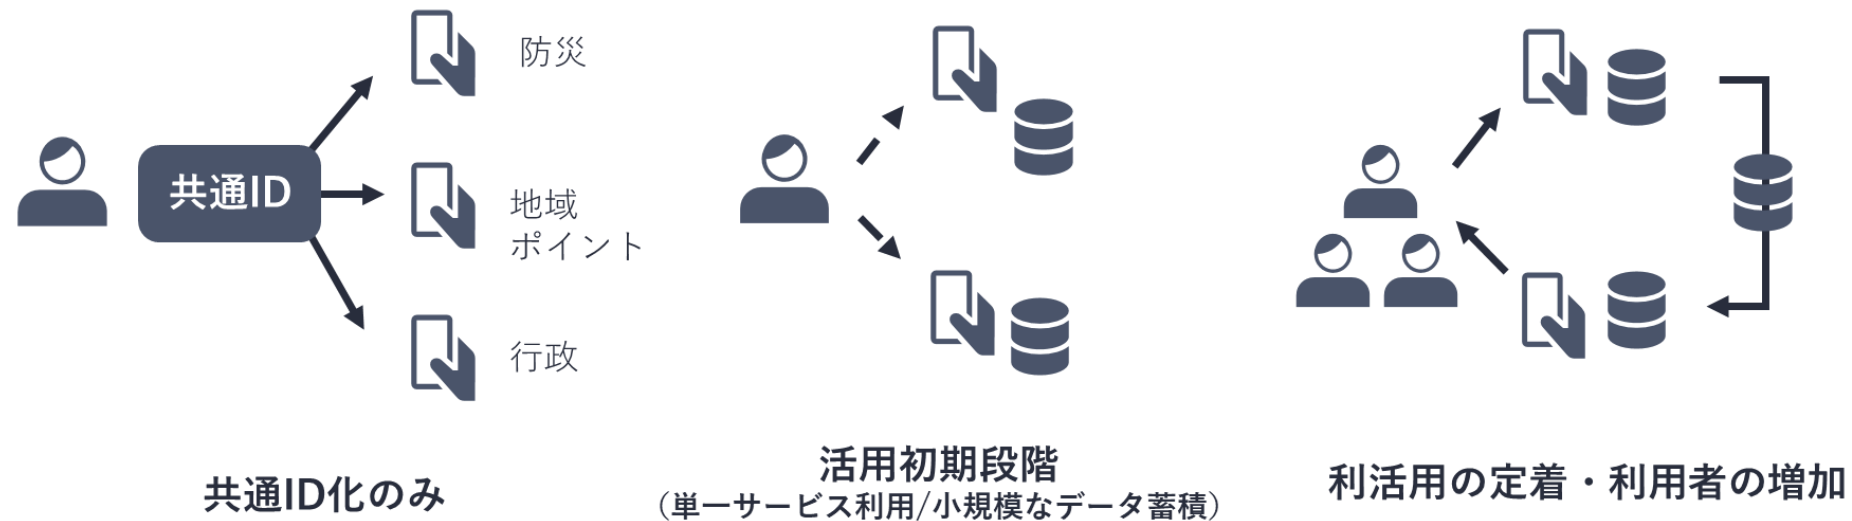 共通ID
防災
地域
ポイント
行政
共通ID化のみ
活用初期段階
（単一サービス利用/小規模なデータ蓄積）
利活用の定着・利用者の増加